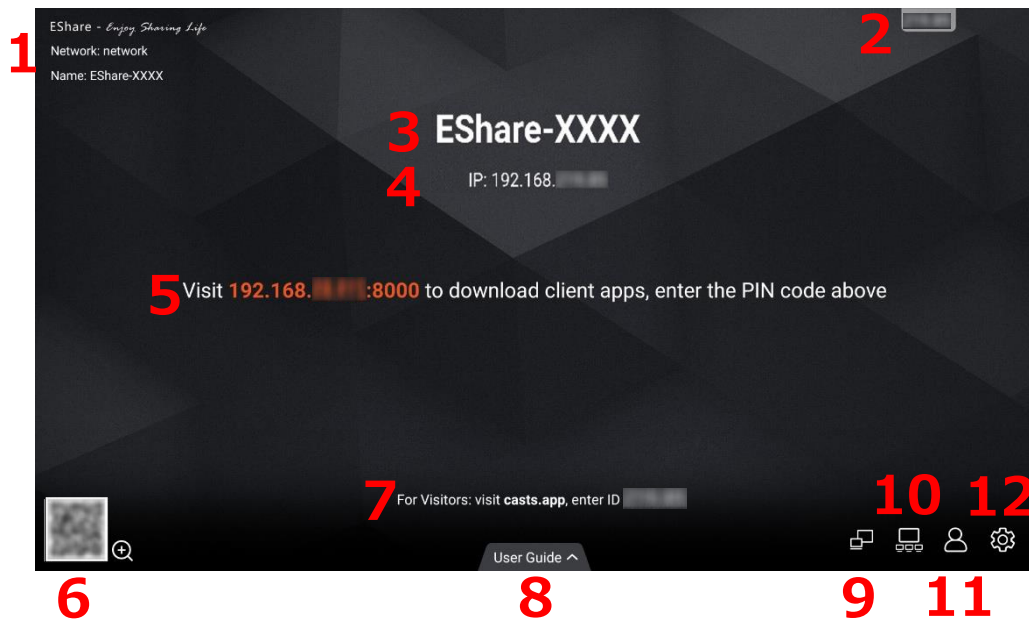 EShare - Enjoy Sharing Life
1
Network: network
Name: EShare-XXXX
2
3
EShare-XXXX
4
IP: 192.168.
5
Visit 192.168. :8000 to download client apps, enter the PIN code above
7
For Visitors: visit casts.app, enter ID
10
12
User Guide
6
8
9
11